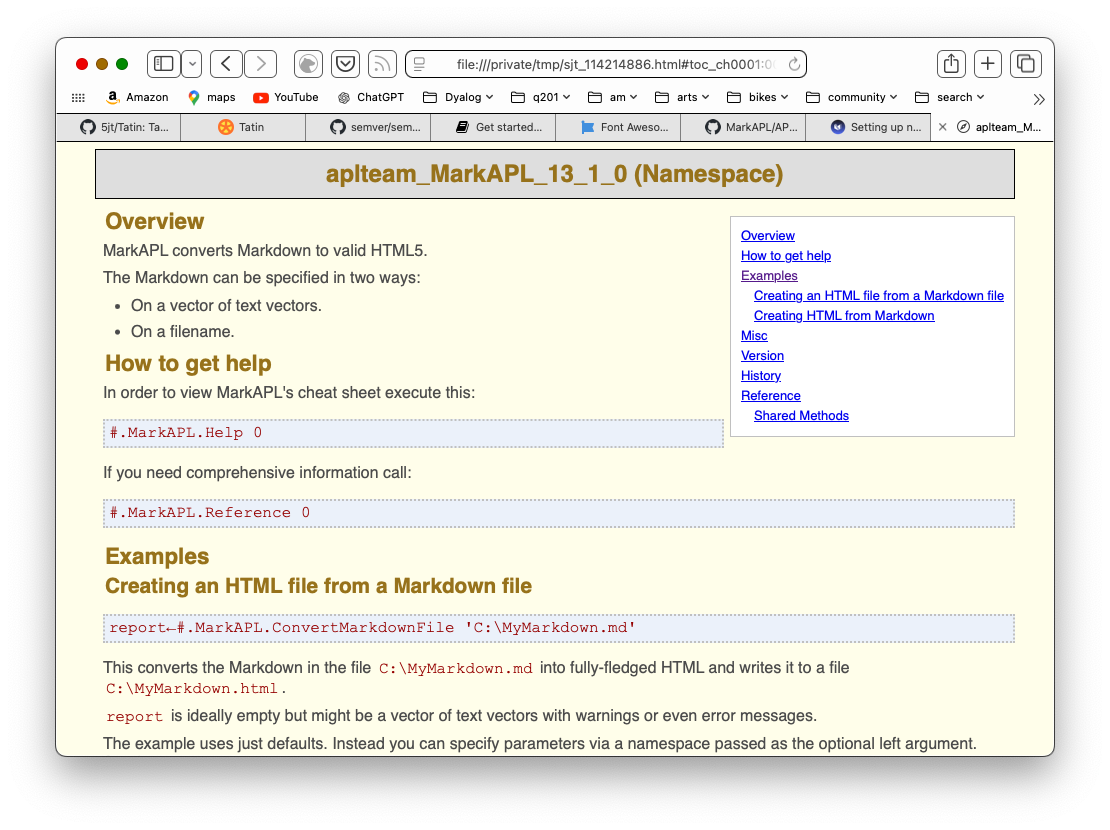 file:///private/tmp/sjt_114214886.html#toc_ch0001:0
Amazon maps YouTube ChatGPT Dyalog q201 am arts bikes community search
5jt/Tatin: Ta... Tatin semver/sem... Get started... Font Aweso... MarkAPL/AP... Setting up n... aplteam_M...
aplteam_MarkAPL_13_1_0 (Namespace)
Overview
MarkAPL converts Markdown to valid HTML5.
The Markdown can be specified in two ways:
• On a vector of text vectors.
• On a filename.
How to get help
In order to view MarkAPL's cheat sheet execute this:
#.MarkAPL.Help 0
Overview
How to get help
Examples
Creating an HTML file from a Markdown file
Creating HTML from Markdown
Misc
Version
History
Reference
Shared Methods
If you need comprehensive information call:
#.MarkAPL.Reference 0
Examples
Creating an HTML file from a Markdown file
report←#.MarkAPL.ConvertMarkdownFile 'C:\MyMarkdown.md'
This converts the Markdown in the file C:\MyMarkdown.md into fully-fledged HTML and writes it to a file
C:\MyMarkdown.html.
report is ideally empty but might be a vector of text vectors with warnings or even error messages.
The example uses just defaults. Instead you can specify parameters via a namespace passed as the optional left argument.